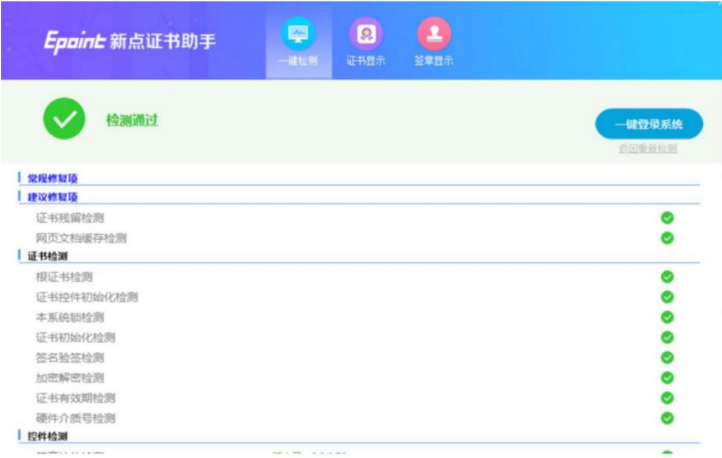 Epoint 新点证书助手
一键检测 证书显示 签章显示
检测通过
一键登录系统
返回重新检测
常规修复项
建议修复项
证书残留检测
网页文档缓存检测
证书检测
根证书检测
证书控件初始化检测
本系统锁检测
证书初始化检测
签名验签检测
加密解密检测
证书有效期检测
硬件介质号检测
控件检测